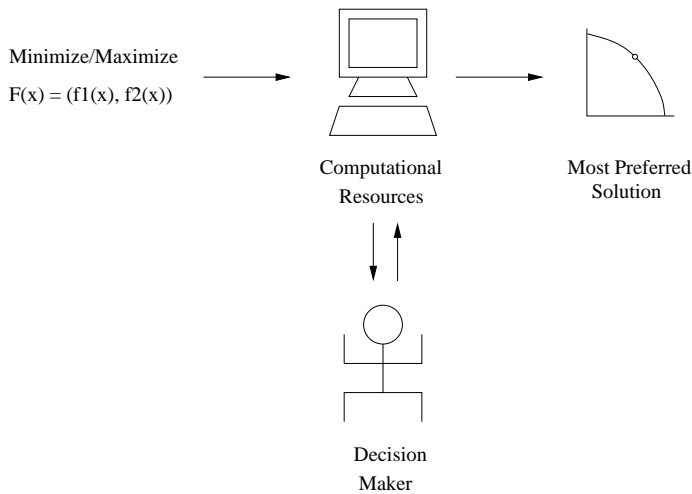 Minimize/Maximize
F(x) = (f1(x), f2(x))
Computational
Resources
Most Preferred
Solution
Decision
Maker